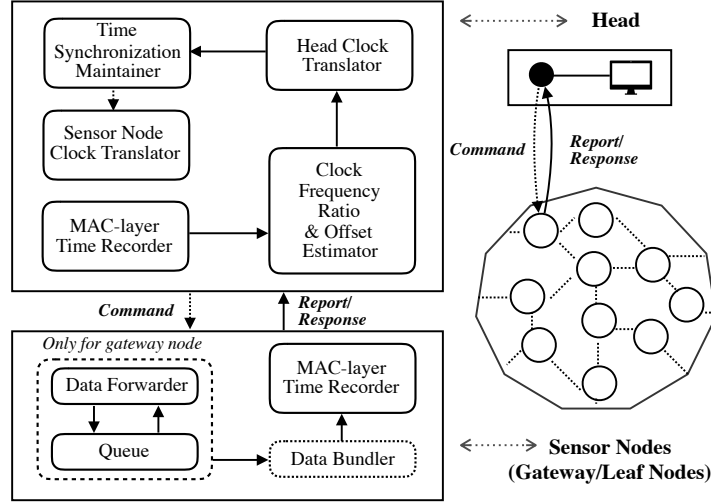 Time
Synchronization
Maintainer
Head Clock
Translator
Sensor Node
Clock Translator
MAC-layer
Time Recorder
Clock
Frequency
Ratio
& Offset
Estimator
Command
Report/
Response
Only for gateway node
Data Forwarder
Queue
MAC-layer
Time Recorder
Data Bundler
Head
Command
Report/
Response
Sensor Nodes
(Gateway/Leaf Nodes)